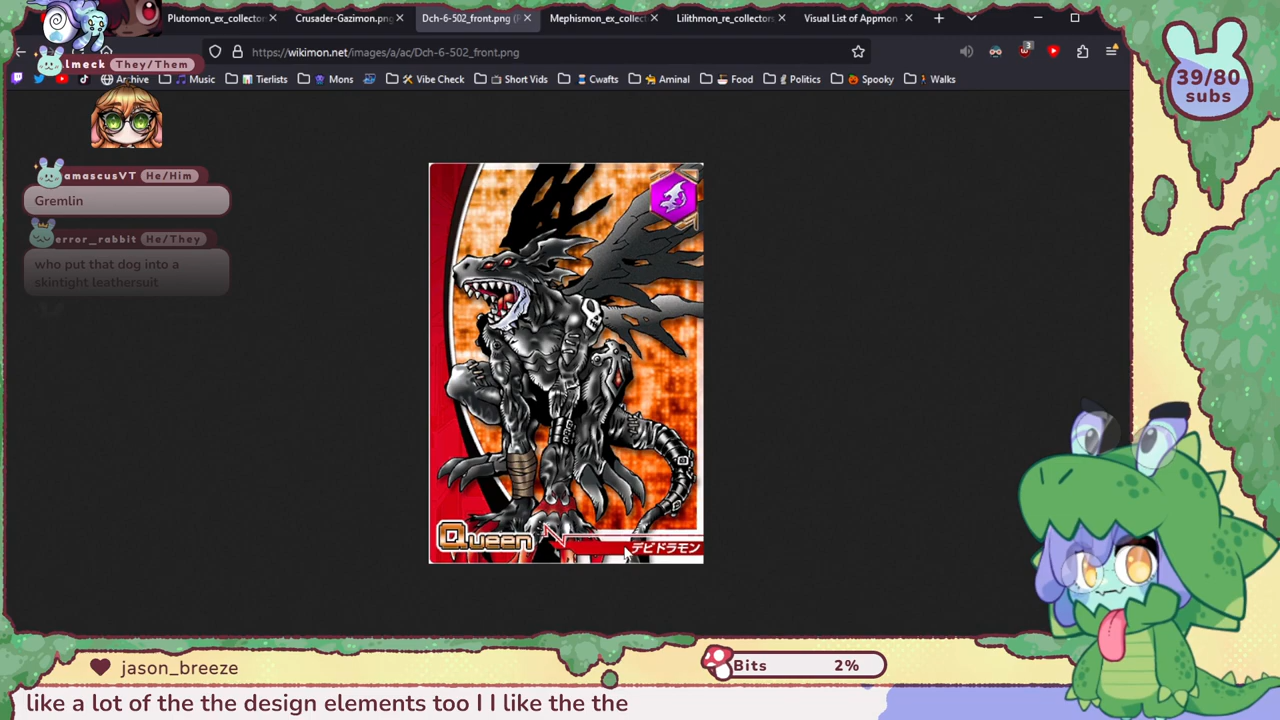 Plutomon_ex_collector
Crusader-Gazimon.png
Dch-6-502_front.png (
Mephismon_ex_collect
Lilithmon_re_collectors
Visual List of Appmon
https://wikimon.net/images/a/ac/Dch-6-502_front.png
3
Archive
Music
Tierlists
Mons
Vibe Check
Short Vids
Cwafts
Aminal
Food
Politics
Spooky
Walks
lmeck They/Them
amascusVT He/Him
Gremlin
error_rabbit He/They
who put that dog into a
skintight leathersuit
39/80
subs
Queen
デビドラモン
jason_breeze
Bits 2%
like a lot of the the design elements too I I like the the